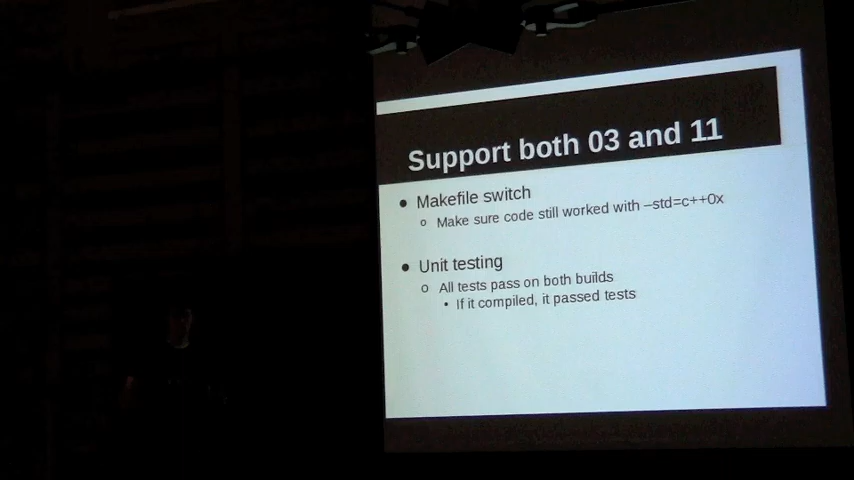 Support both 03 and 11
● Makefile switch
o Make sure code still worked with –std=c++0x
● Unit testing
o All tests pass on both builds
• If it compiled, it passed tests